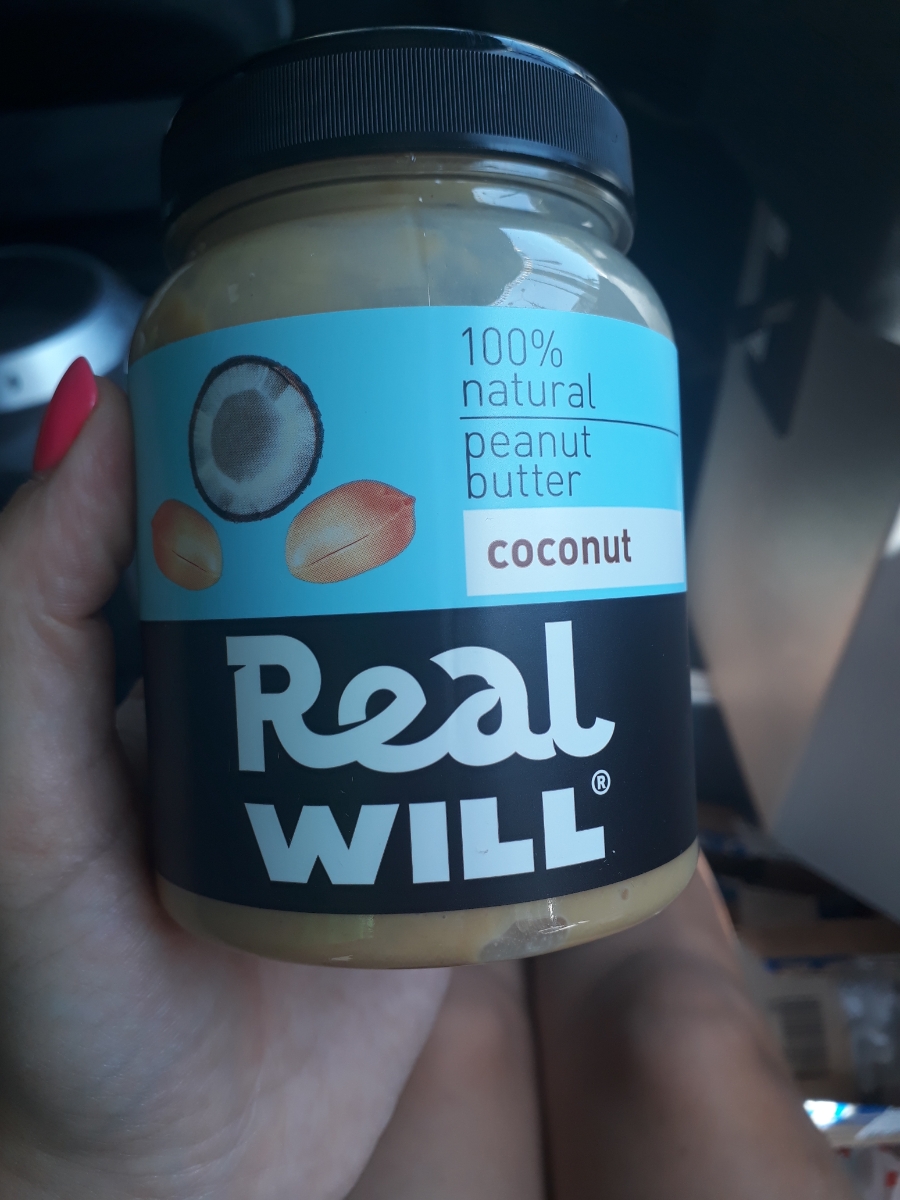 100%
natural
peanut
butter
coconut
Real
WILL®